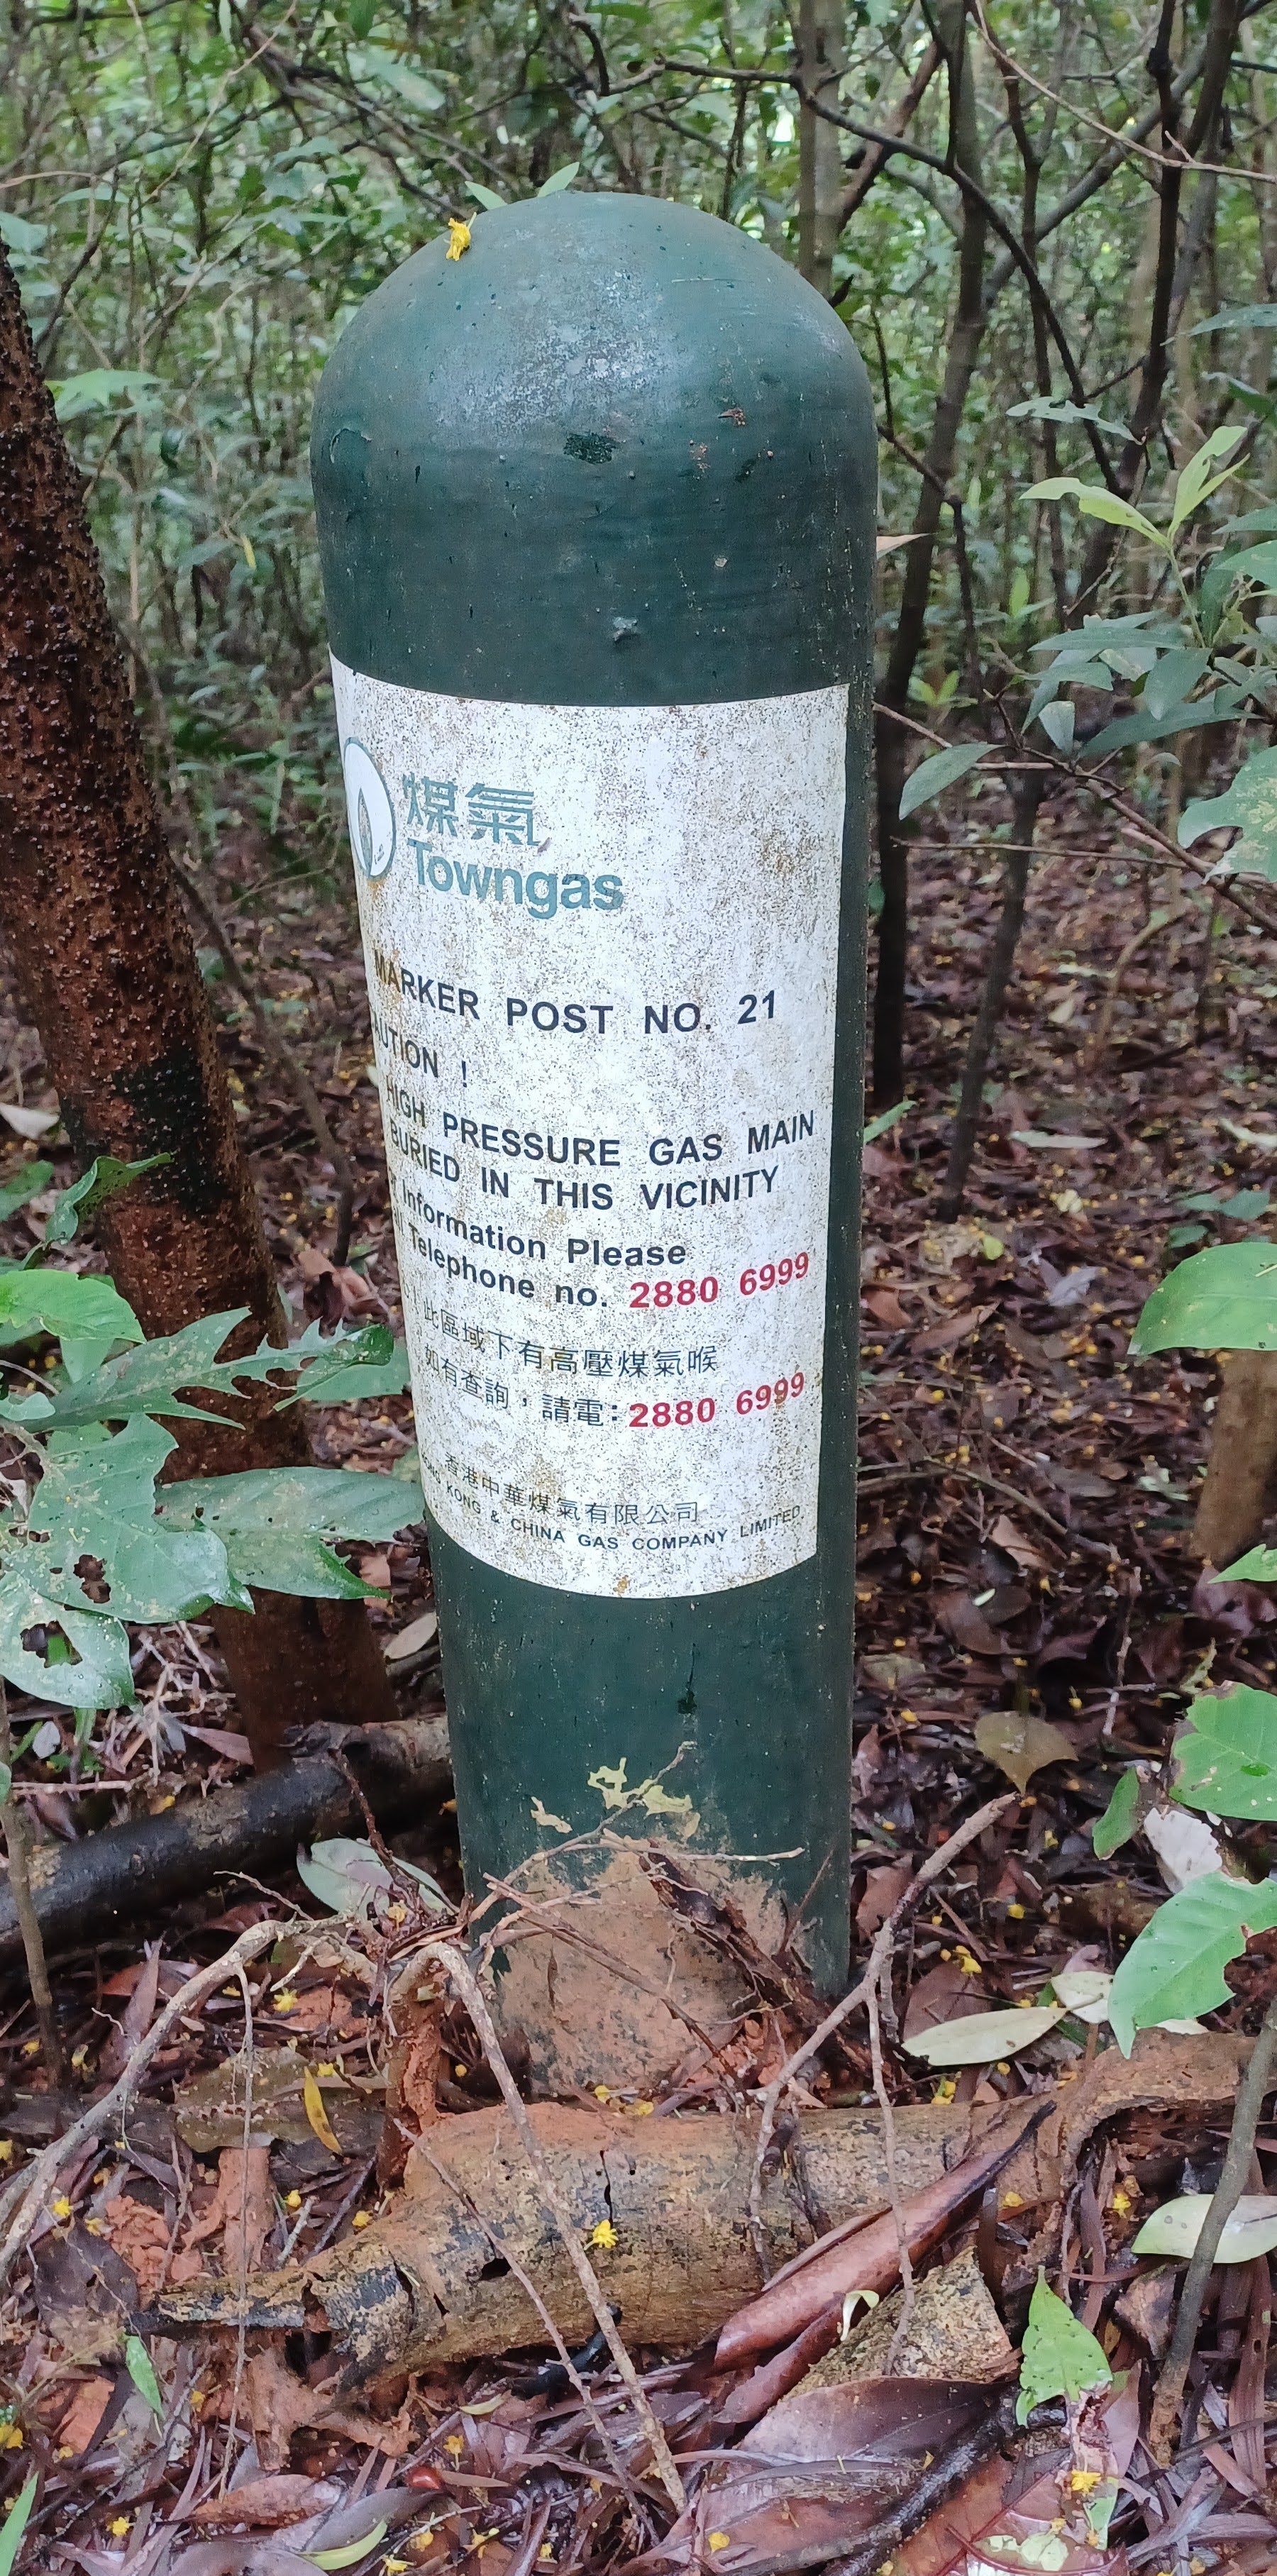 煤氣
Towngas
MARKER POST NO. 21
AUTION !
HIGH PRESSURE GAS MAIN
BURIED IN THIS VICINITY
Information Please
Telephone no. 2880 6999
此區域下有高壓煤氣喉
如有查詢，請電：2880 6999
香港中華煤氣有限公司
KONG & CHINA GAS COMPANY LIMITED